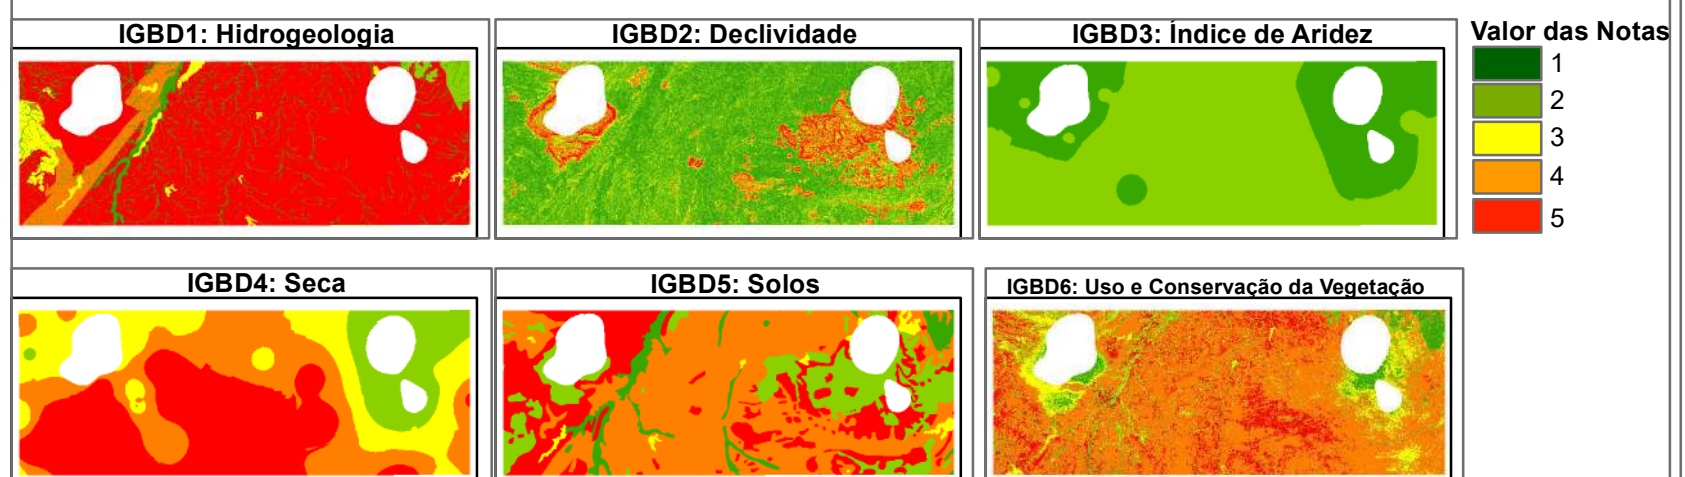 IGBD1: Hidrogeologia
IGBD2: Declividade
IGBD3: Índice de Aridez
Valor das Notas
1
2
3
4
5
IGBD4: Seca
IGBD5: Solos
IGBD6: Uso e Conservação da Vegetação